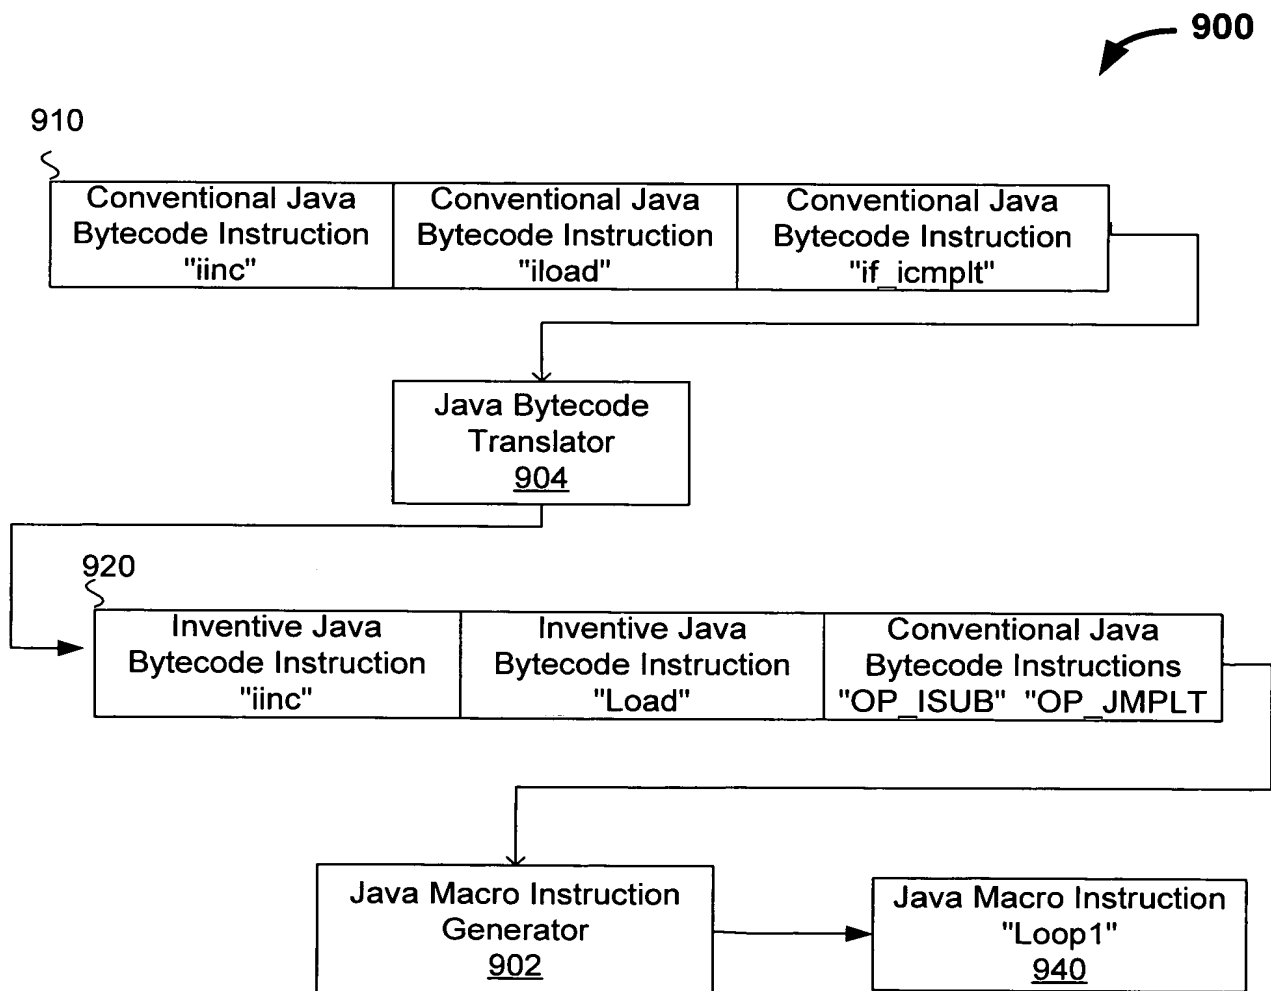 900
910
Conventional Java
Bytecode Instruction
"iinc"
Conventional Java
Bytecode Instruction
"iload"
Conventional Java
Bytecode Instruction
"if_icmplt"
Java Bytecode
Translator
904
920
Inventive Java
Bytecode Instruction
"iinc"
Inventive Java
Bytecode Instruction
"Load"
Conventional Java
Bytecode Instructions
"OP_ISUB" "OP_JMPLT
Java Macro Instruction
Generator
902
Java Macro Instruction
"Loop1"
940